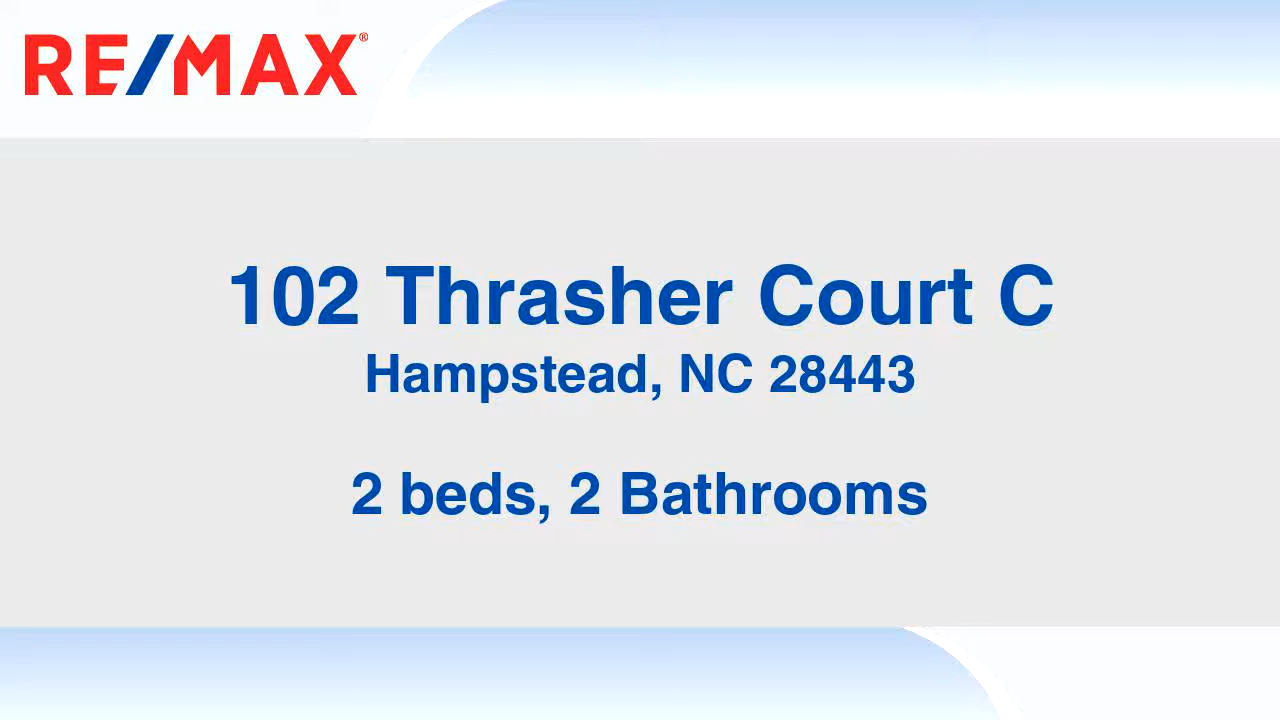 RE/MAX®
102 Thrasher Court C
Hampstead, NC 28443
2 beds, 2 Bathrooms